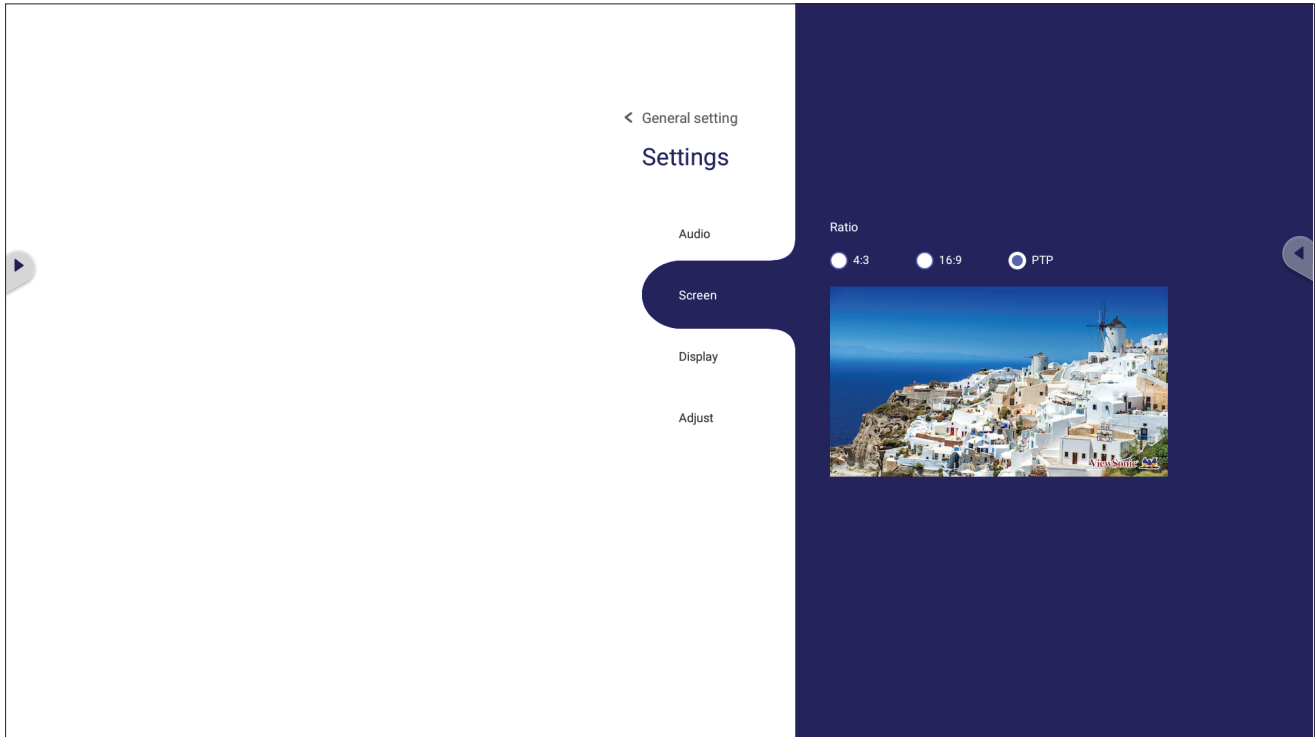 General setting
Settings
Audio
Screen
Display
Adjust
Ratio
4:3 16:9 PTP
ViewSonic